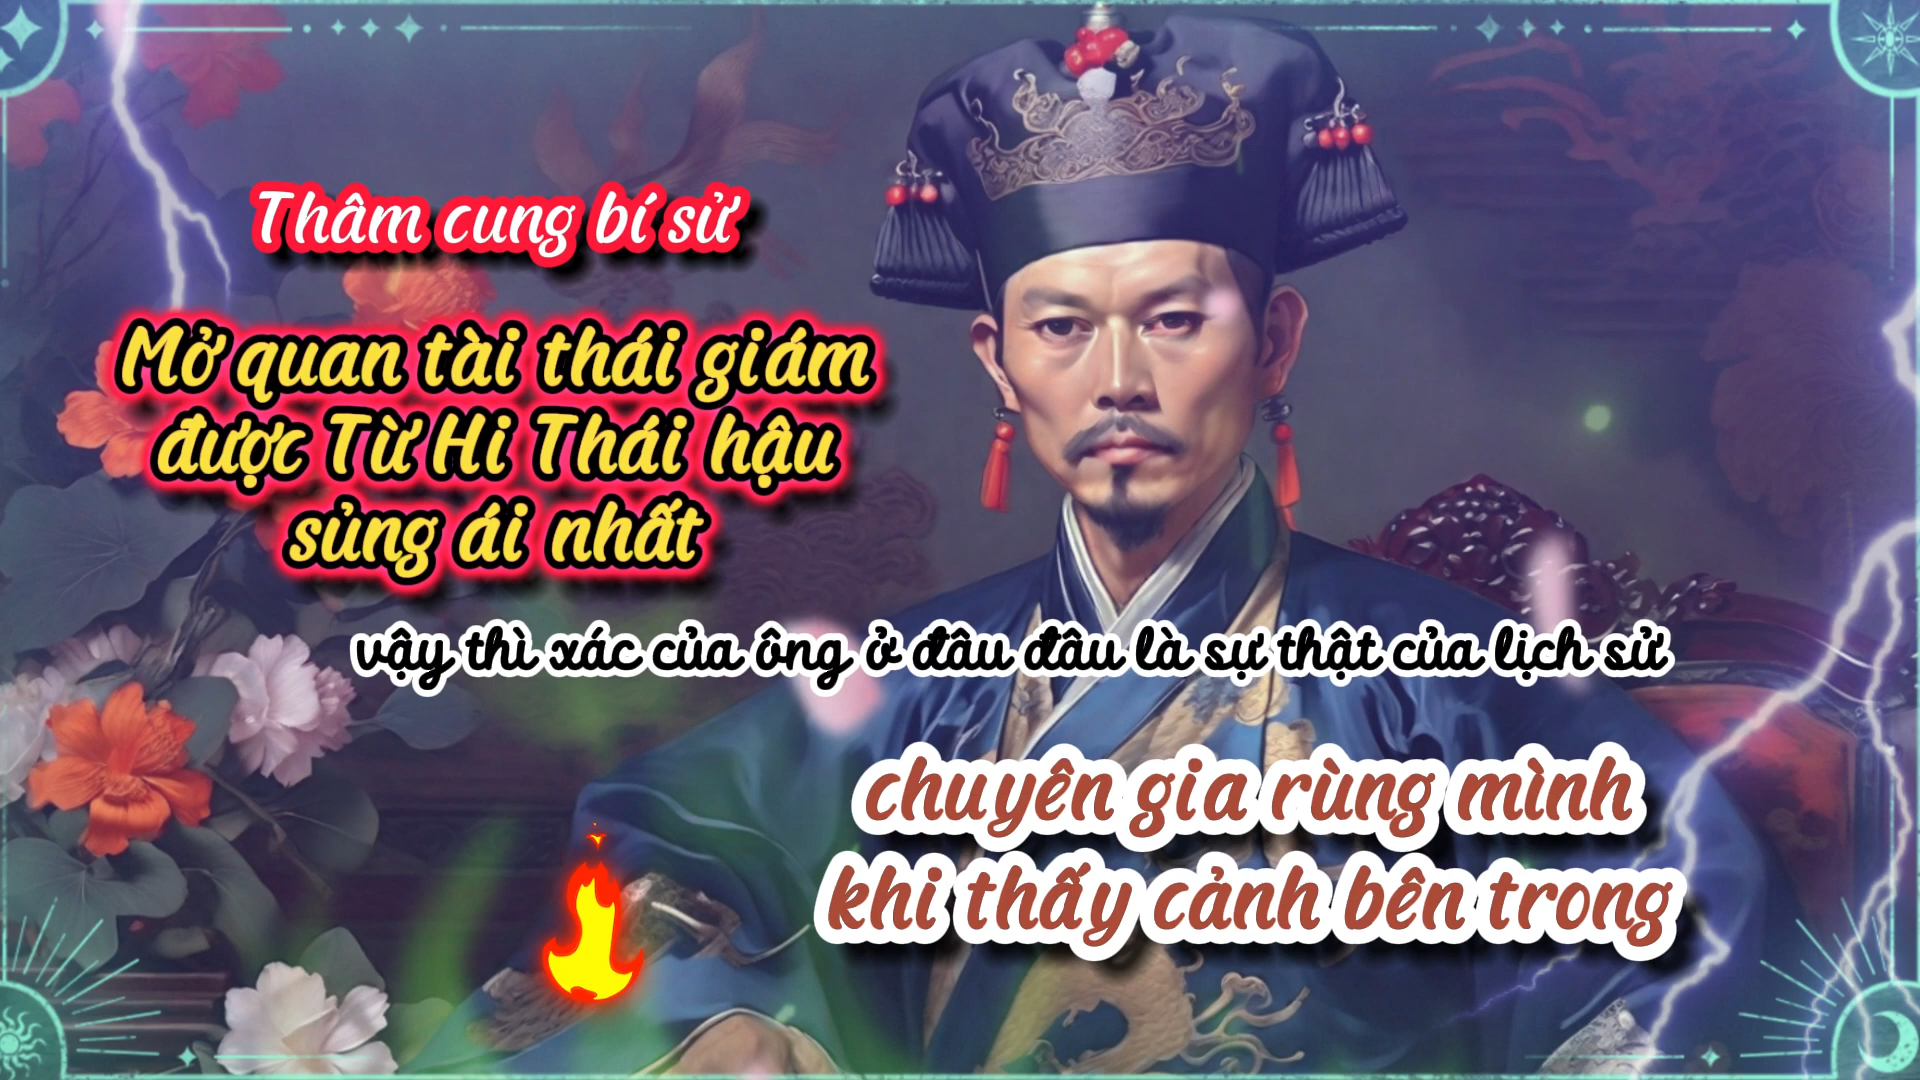 Thâm cung bí sử
Mở quan tài thái giám
được Từ Hi Thái hậu
sủng ái nhất
vậy thì xác của ông ở đâu đâu là sự thật của lịch sử
chuyên gia rùng mình
khi thấy cảnh bên trong